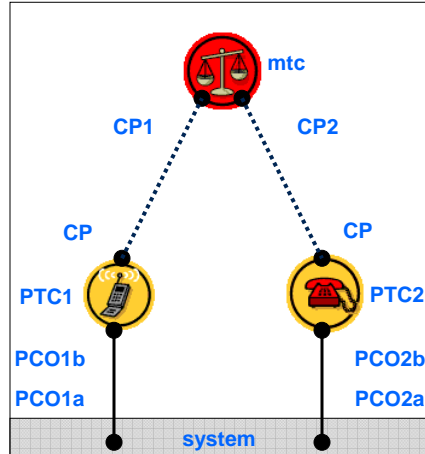 mtc
CP1
CP2
CP
CP
PTC1
PTC2
PCO1b
PCO2b
PCO1a
PCO2a
system